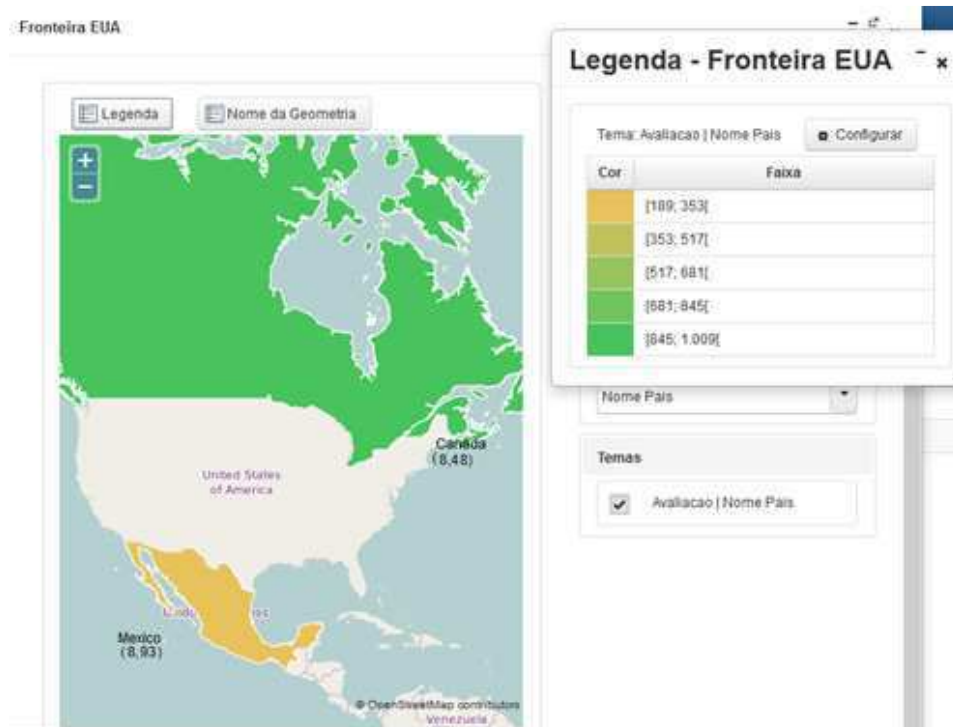 Fronteira EUA
Legenda - Fronteira EUA
Legenda
Nome da Geometria
Tema: Avaliacao | Nome Pais
Configurar
Cor
Faixa
[189; 353[
[353; 517[
[517; 681[
[681; 845[
[845; 1.009[
Nome Pais
Temas
Avaliacao | Nome Pais
Canada
(8,48)
United States
of America
Mexico
(8,93)
© OpenStreetMap contributors
Venezuela